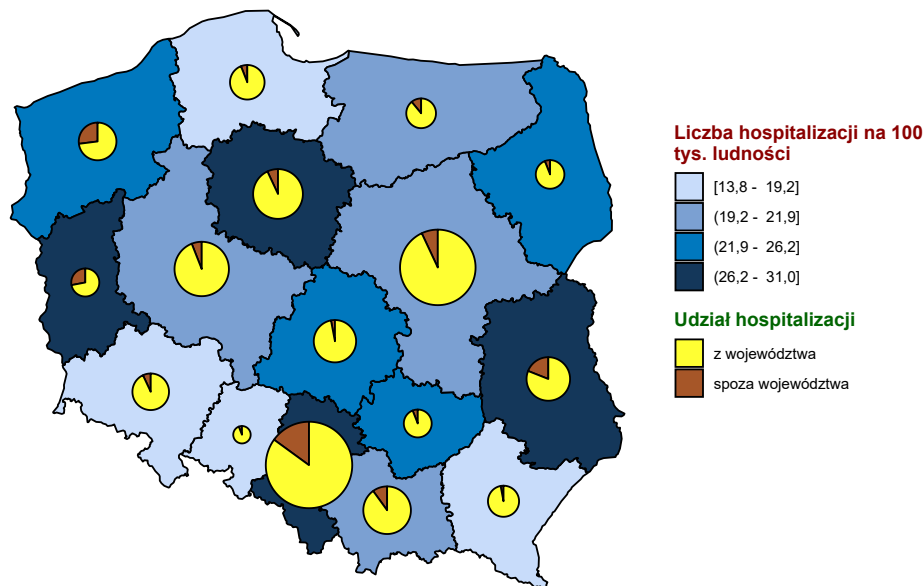 Liczba hospitalizacji na 100
tys. ludności
[13,8 - 19,2]
(19,2 - 21,9]
(21,9 - 26,2]
(26,2 - 31,0]
Udział hospitalizacji
z województwa
spoza województwa